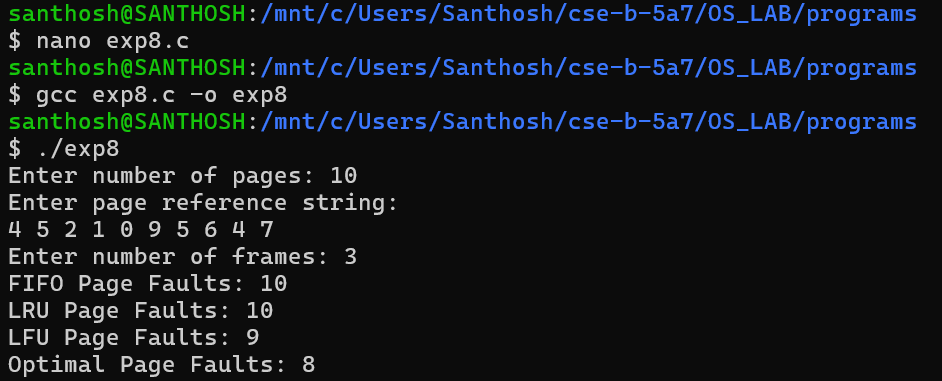 santhosh@SANTHOSH:/mnt/c/Users/Santhosh/cse-b-5a7/OS_LAB/programs
$ nano exp8.c
santhosh@SANTHOSH:/mnt/c/Users/Santhosh/cse-b-5a7/OS_LAB/programs
$ gcc exp8.c -o exp8
santhosh@SANTHOSH:/mnt/c/Users/Santhosh/cse-b-5a7/OS_LAB/programs
$ ./exp8
Enter number of pages: 10
Enter page reference string:
4 5 2 1 0 9 5 6 4 7
Enter number of frames: 3
FIFO Page Faults: 10
LRU Page Faults: 10
LFU Page Faults: 9
Optimal Page Faults: 8